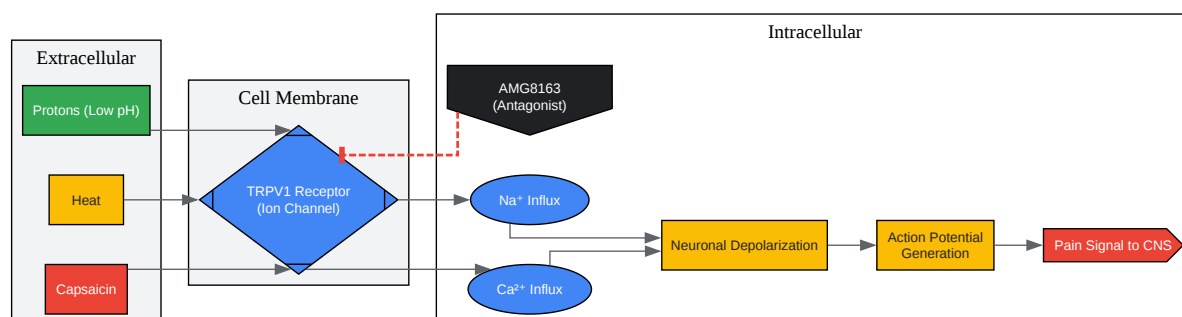 Extracellular
Protons (Low pH)
Heat
Capsaicin
Cell Membrane
TRPV1 Receptor
(Ion Channel)
Intracellular
AMG8163
(Antagonist)
Na⁺ Influx
Ca²⁺ Influx
Neuronal Depolarization
Action Potential
Generation
Pain Signal to CNS